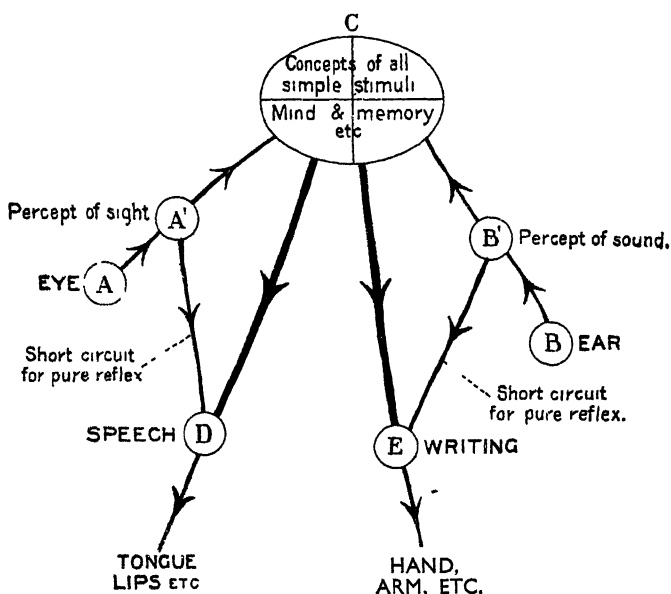 C
Concepts of all
simple stimuli
Mind & memory
etc
Percept of sight
A'
B'
Percept of sound.
EYE
A
B
EAR
Short circuit
for pure reflex
Short circuit
for pure reflex.
SPEECH
D
E
WRITING
TONGUE
LIPS ETC
HAND,
ARM, ETC.